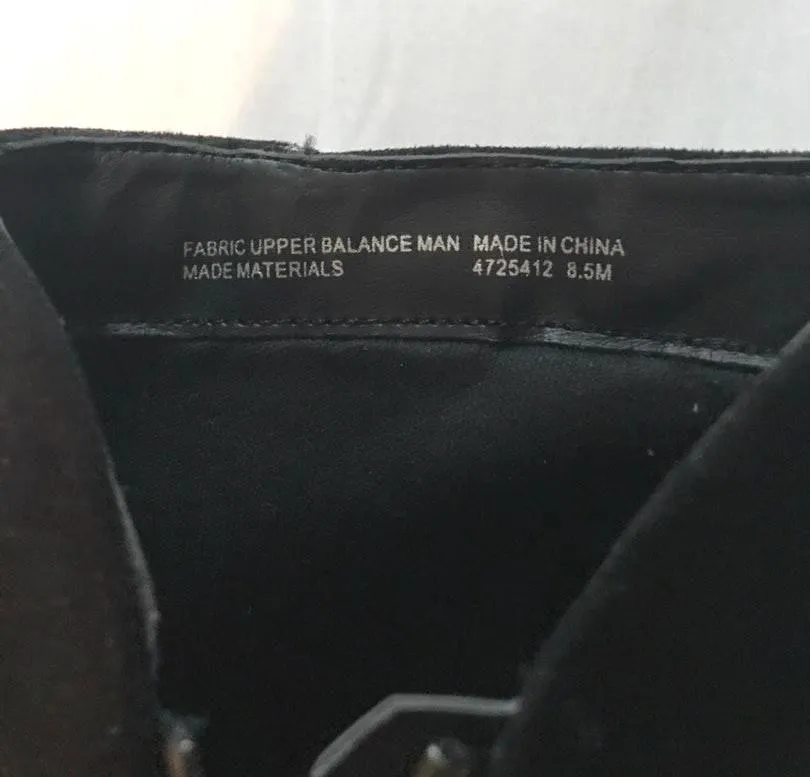 FABRIC UPPER BALANCE MAN MADE IN CHINA
MADE MATERIALS 4725412 8.5M